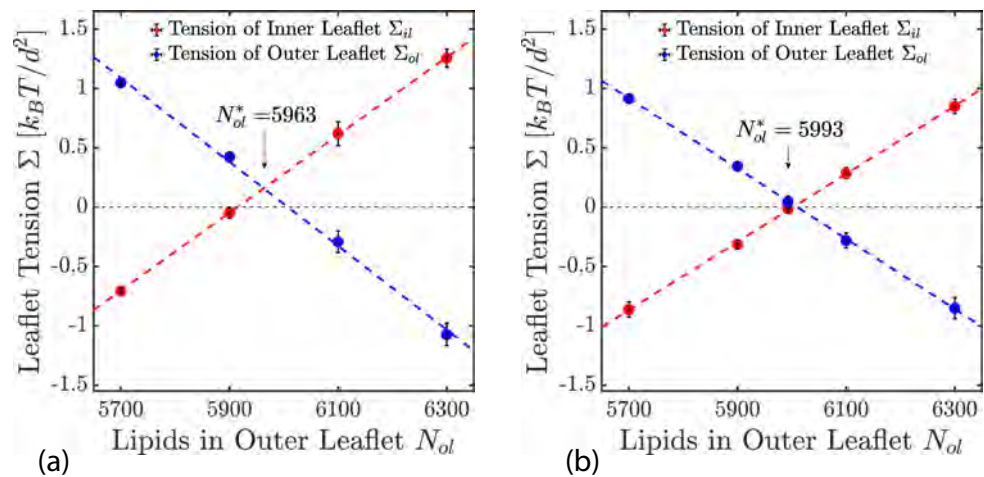 Leaflet Tension Σ [k_BT/d²]
1.5
1
0.5
0
-0.5
-1
-1.5
Tension of Inner Leaflet Σ_il
Tension of Outer Leaflet Σ_ol
N*_ol =5963
5700 5900 6100 6300
Lipids in Outer Leaflet N_ol
(a)
Leaflet Tension Σ [k_BT/d²]
1.5
1
0.5
0
-0.5
-1
-1.5
Tension of Inner Leaflet Σ_il
Tension of Outer Leaflet Σ_ol
N*_ol = 5993
5700 5900 6100 6300
Lipids in Outer Leaflet N_ol
(b)